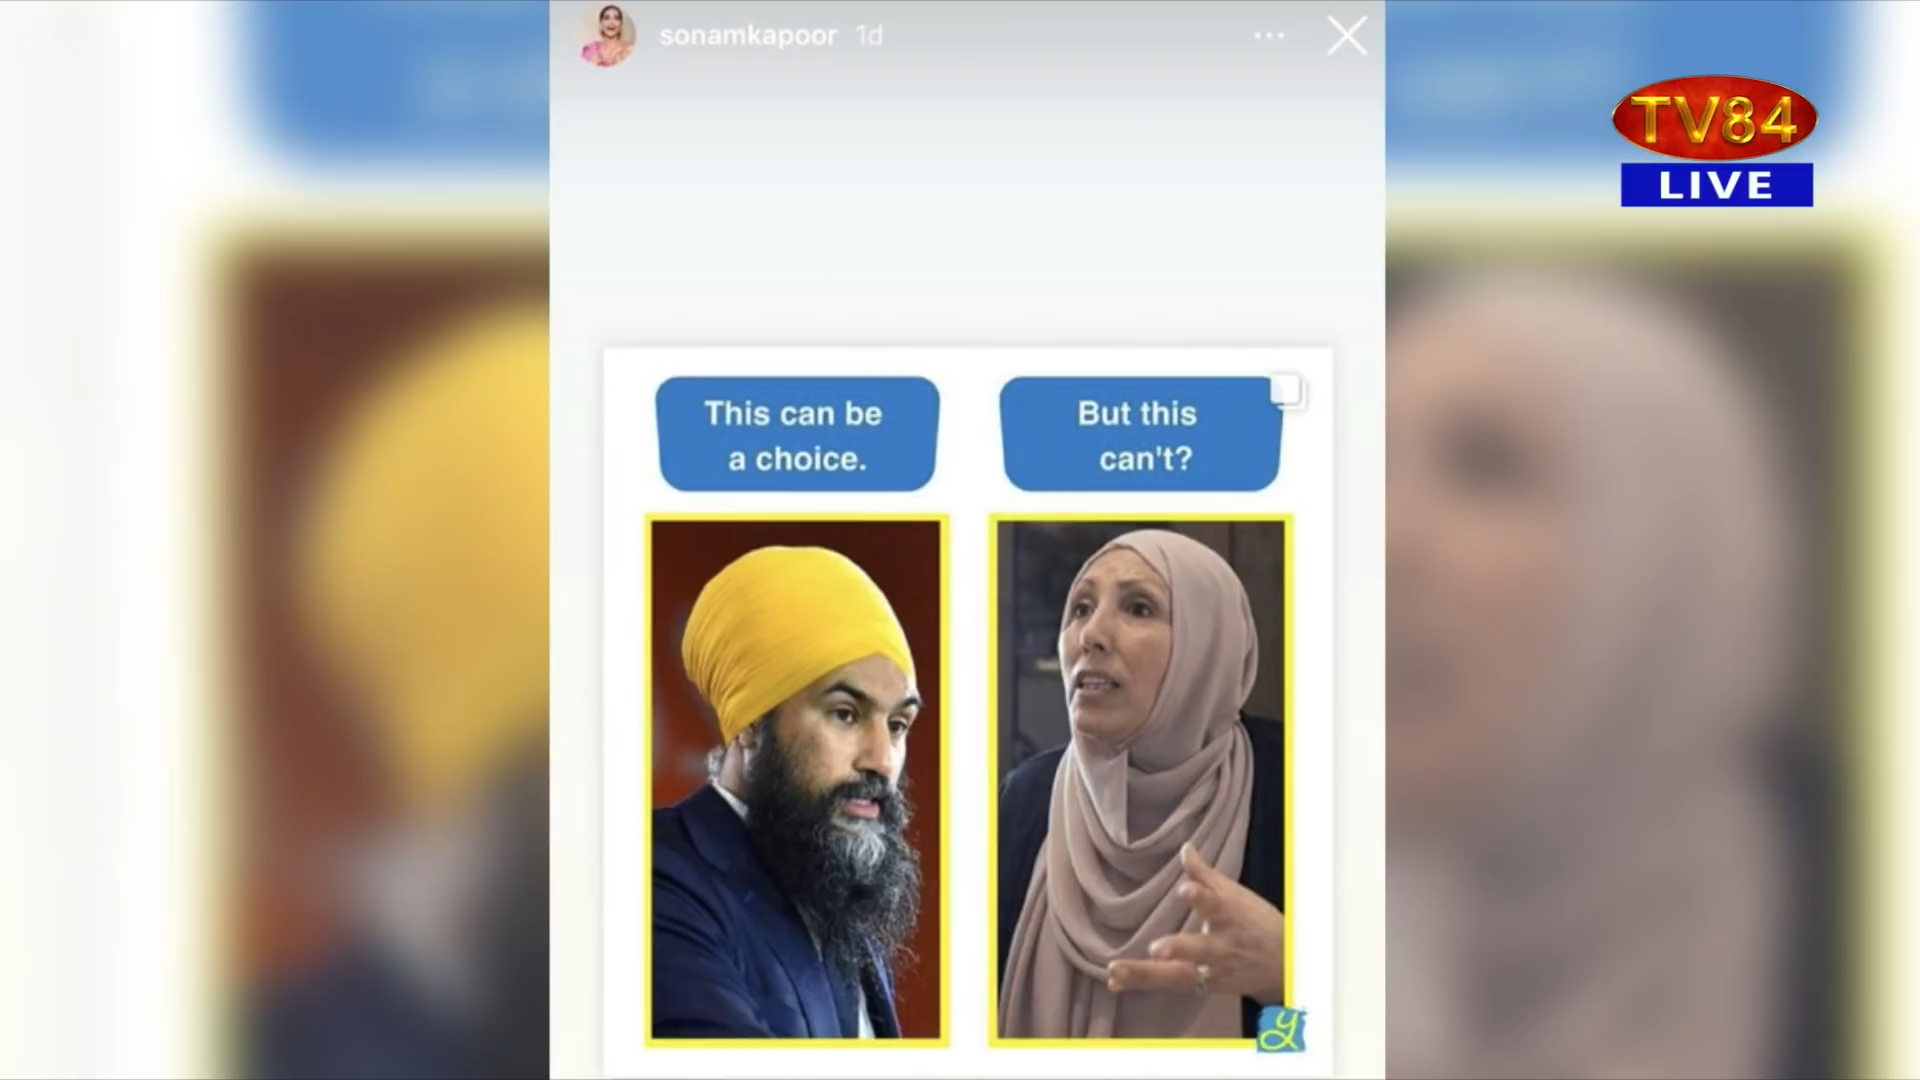 sonamkapoor 1d
TV84
LIVE
This can be
a choice.
But this
can't?
y